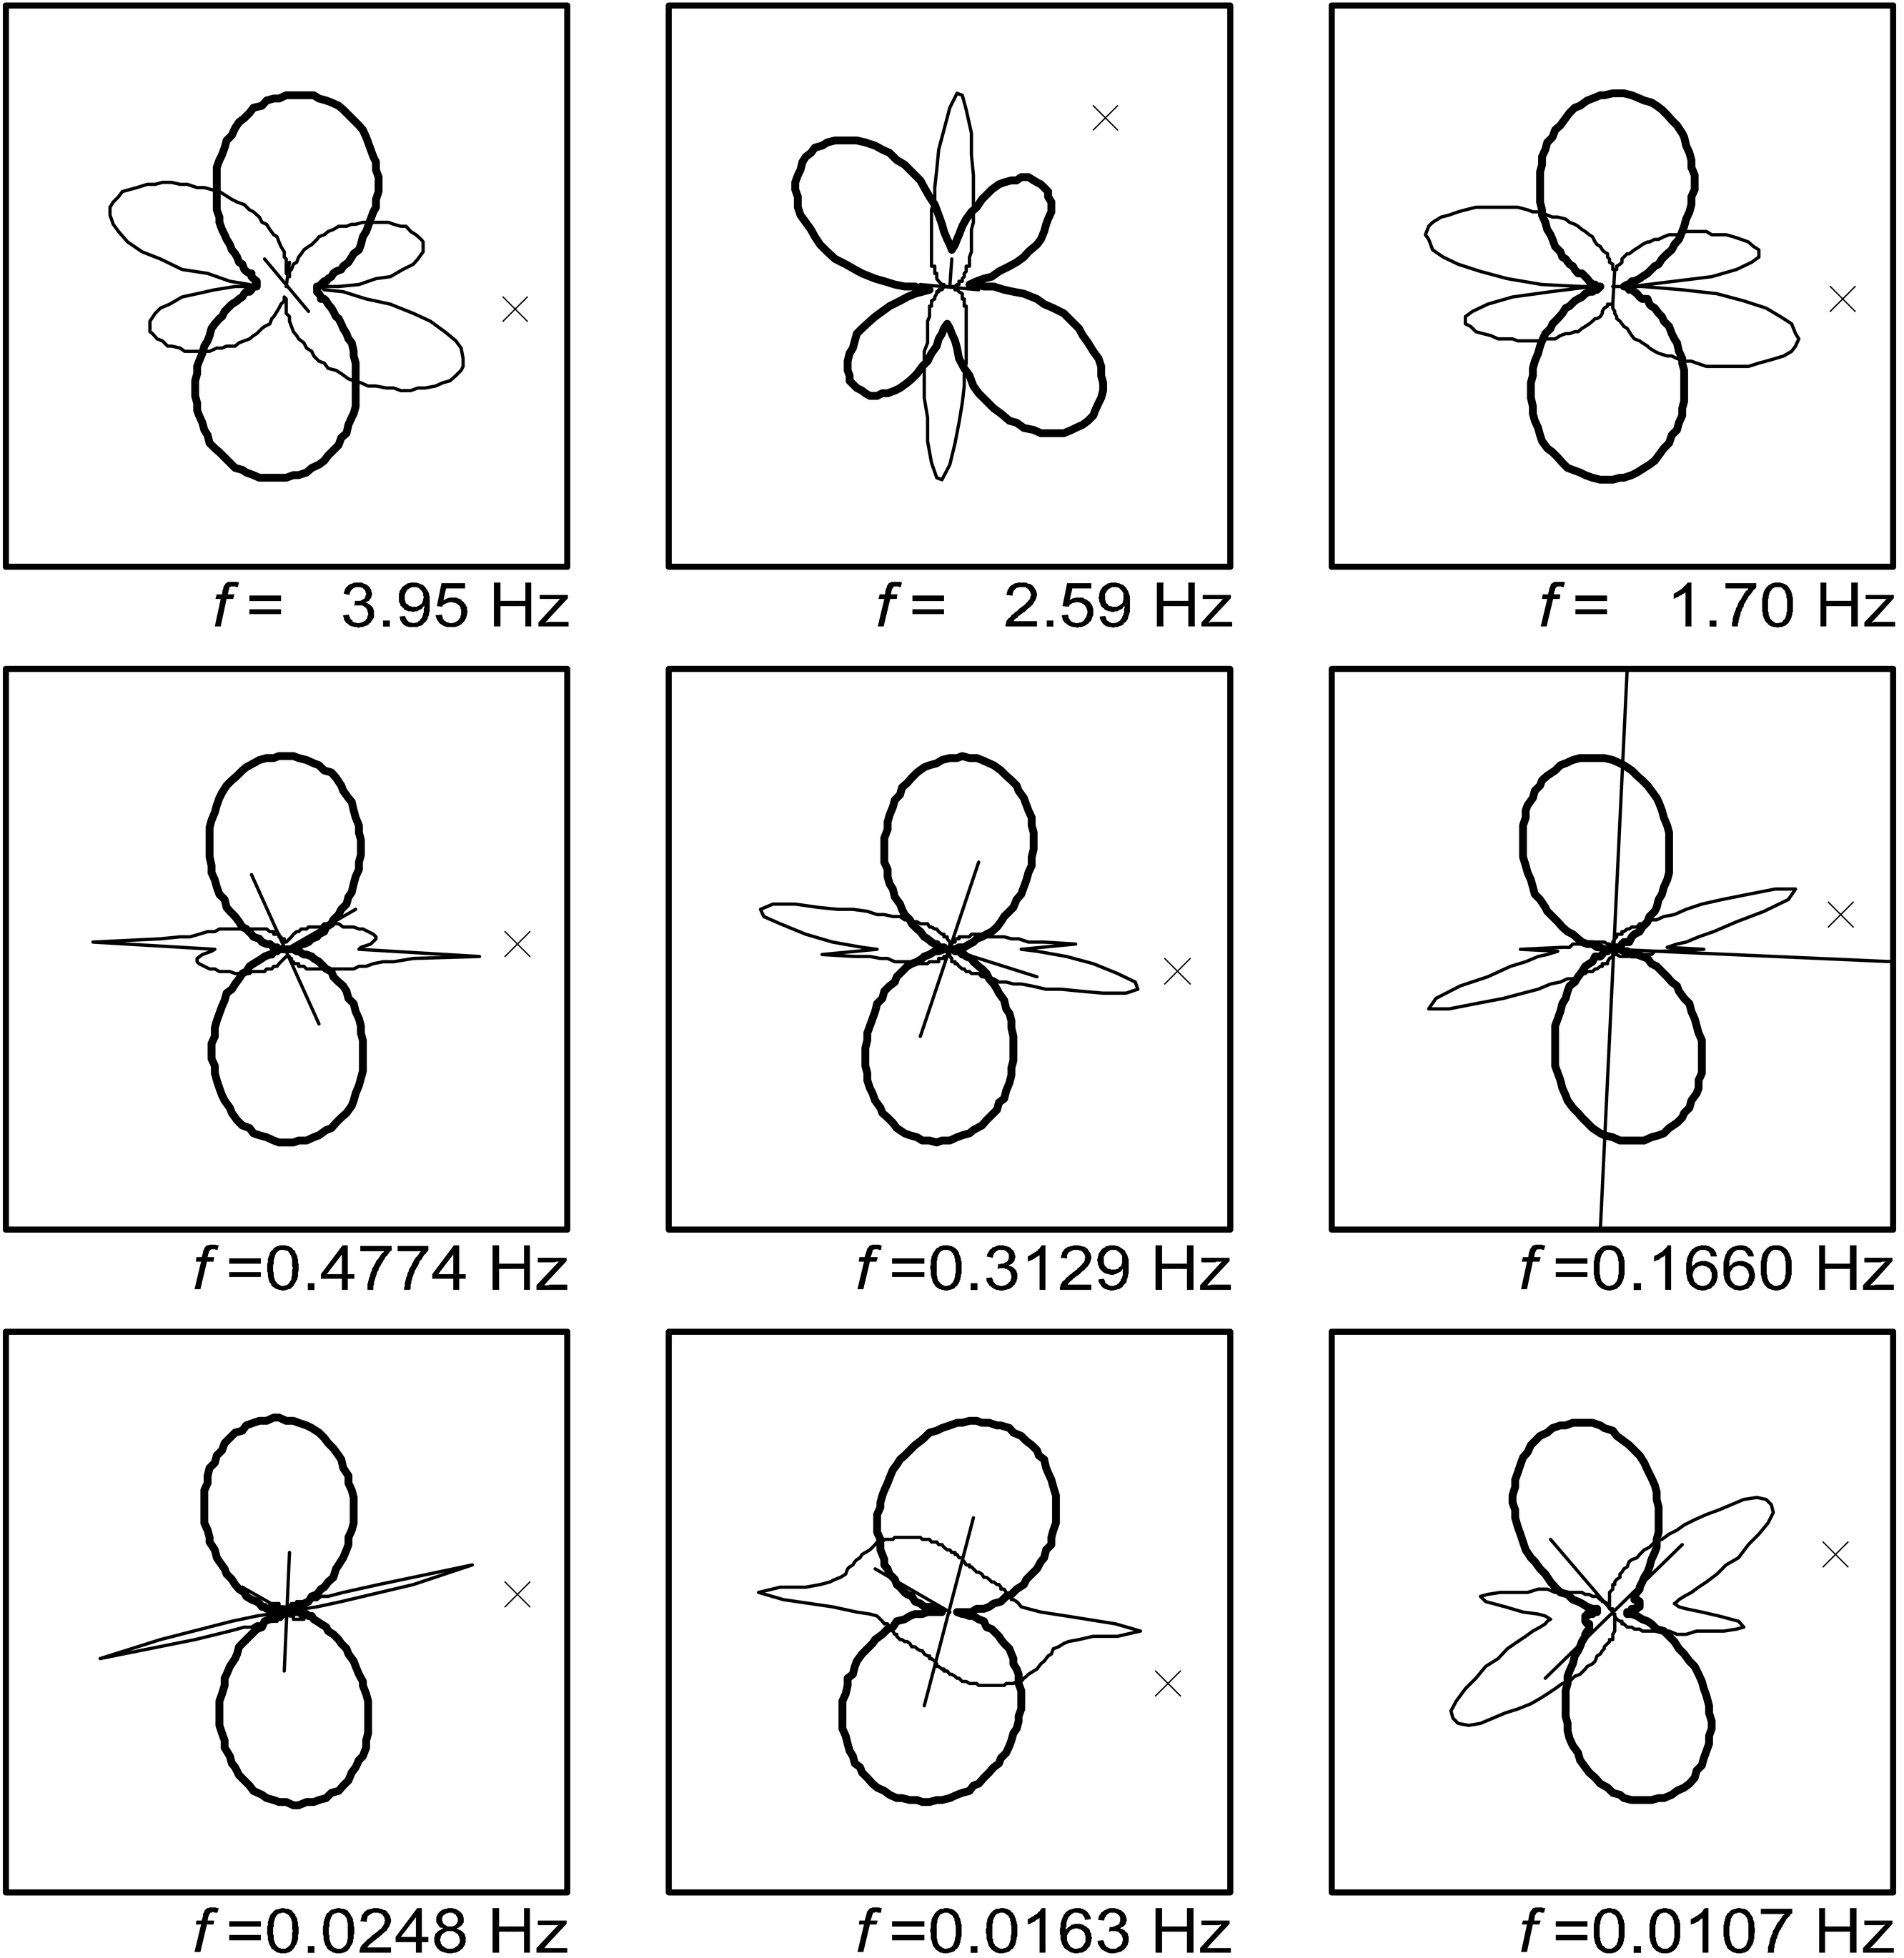 f = 3.95 Hz
f = 2.59 Hz
f = 1.70 Hz
f =0.4774 Hz
f =0.3129 Hz
f =0.1660 Hz
f =0.0248 Hz
f =0.0163 Hz
f =0.0107 Hz